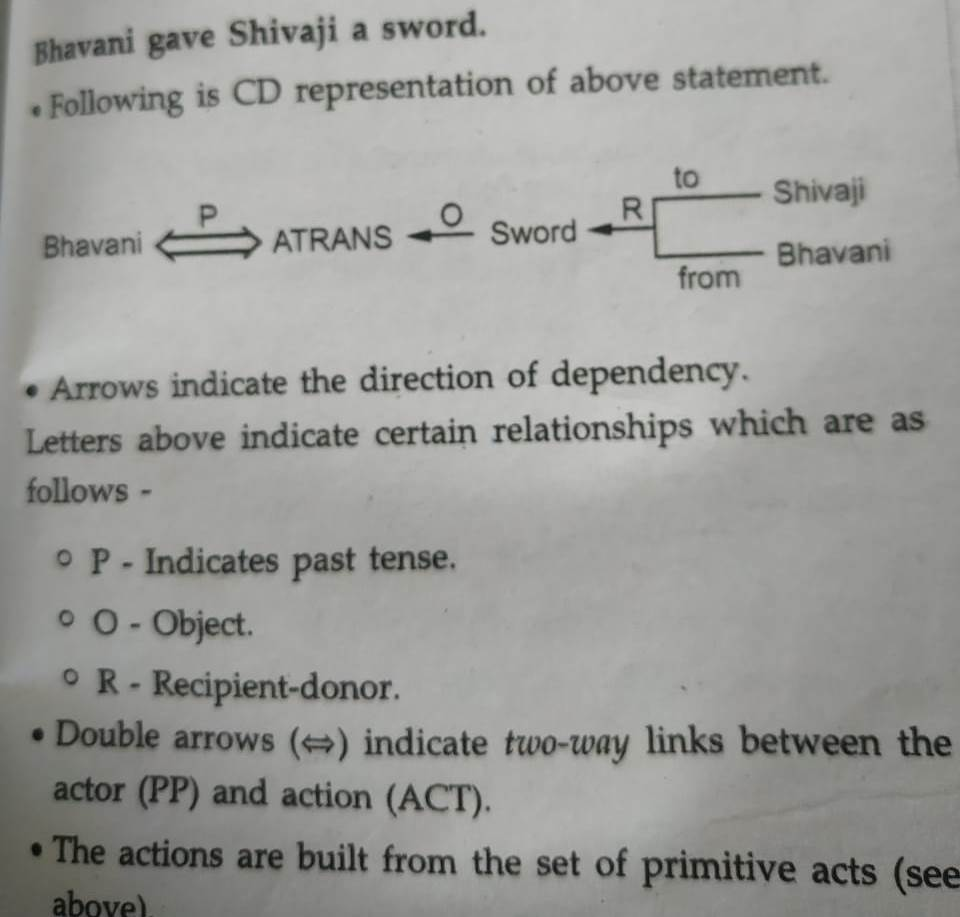 Bhavani gave Shivaji a sword.
• Following is CD representation of above statement.
to
P O R Shivaji
Bhavani ⇔ ATRANS ← Sword ←
Bhavani
from
• Arrows indicate the direction of dependency.
Letters above indicate certain relationships which are as
follows -
○ P - Indicates past tense.
○ O - Object.
○ R - Recipient-donor.
• Double arrows (⇔) indicate two-way links between the
actor (PP) and action (ACT).
• The actions are built from the set of primitive acts (see
above)